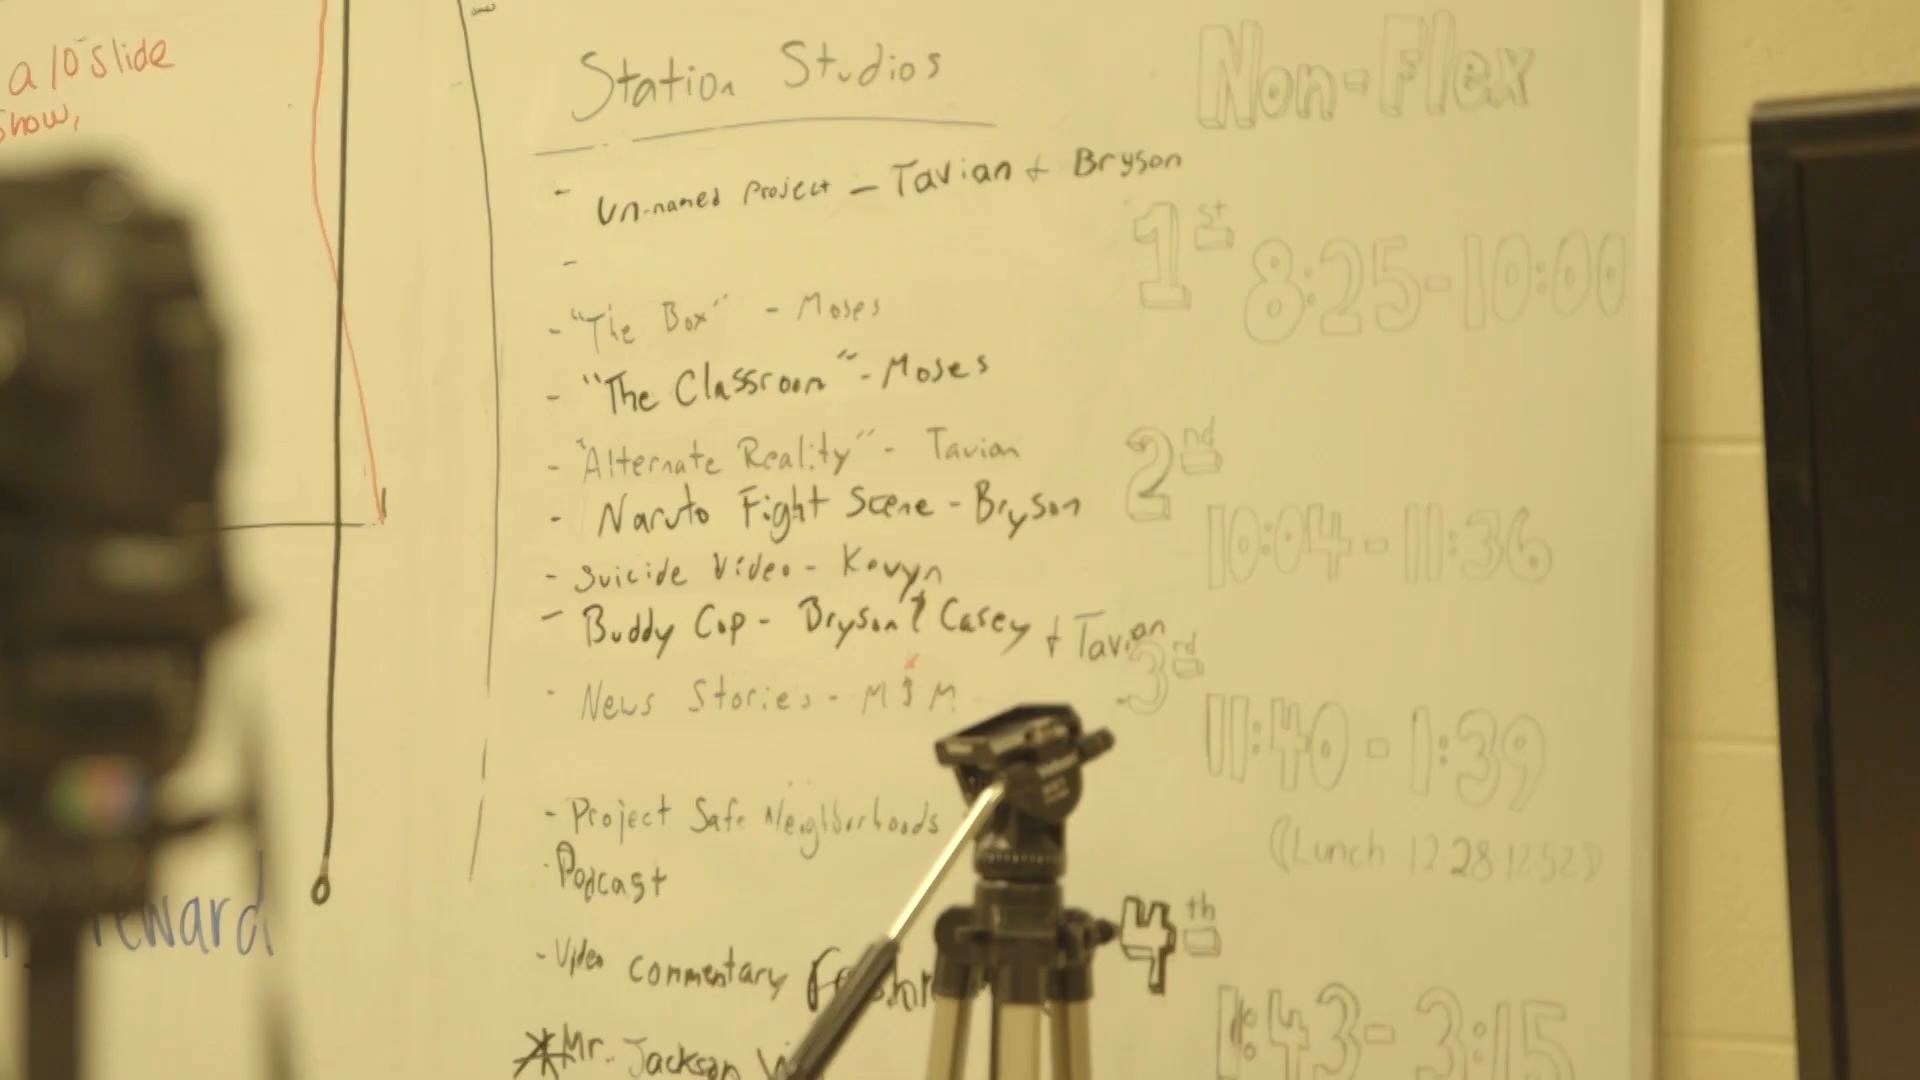 a 10 slide
show,
Station Studios
- Un-named Project - Tavian + Bryson
-
- "The Box" - Moses
- "The Classroom" - Moses
- "Alternate Reality" - Tavian
- Naruto Fight Scene - Bryson
- Suicide Video - Kevyn
- Buddy Cop - Bryson & Casey + Tavian
- News Stories - M & M
- Project Safe Neighborhoods
- Podcast
- Video Commentary
Mr. Jackson
reward
Non-Flex
1st
8:25-10:00
2nd
10:04-11:36
3rd
11:40-1:39
(Lunch 12 28 12 52)
4th
1:43-3:15